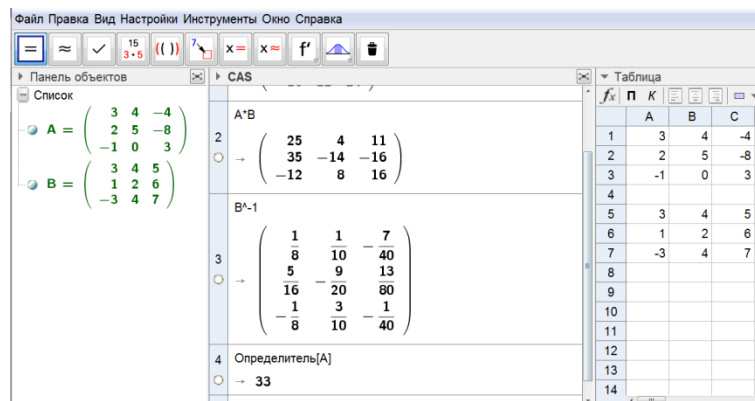 Файл Правка Вид Настройки Инструменты Окно Справка
= ≈ ✓ 15 3·5 (( )) 7 x= x≈ f′
Панель объектов
CAS
Таблица
Список
A = ( 3 4 −4
2 5 −8
−1 0 3 )
B = ( 3 4 5
1 2 6
−3 4 7 )
2
A*B
→ ( 25 4 11
35 −14 −16
−12 8 16 )
3
B^-1
→ ( 1/8 1/10 −7/40
5/16 −9/20 13/80
−1/8 3/10 −1/40 )
4
Определитель[A]
→ 33
fx П К
A B C
1 3 4 -4
2 2 5 -8
3 -1 0 3
4
5 3 4 5
6 1 2 6
7 -3 4 7
8
9
10
11
12
13
14